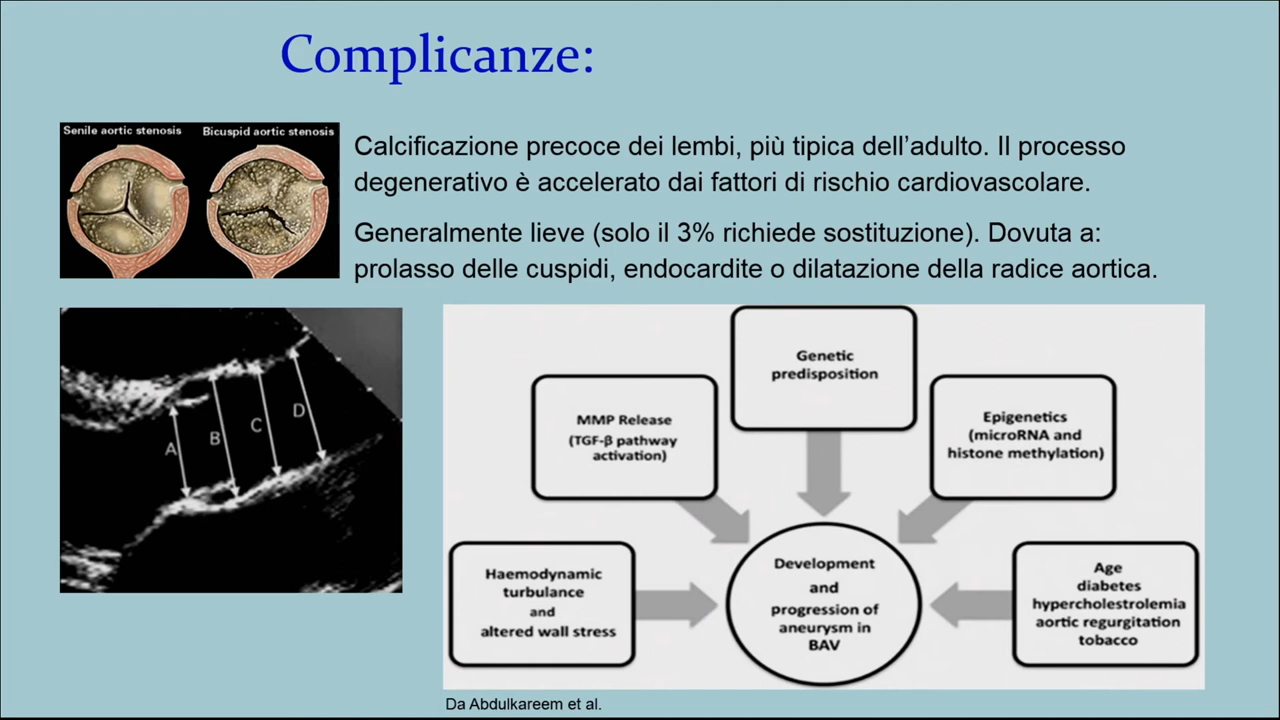 Complicanze:
Senile aortic stenosis
Bicuspid aortic stenosis
Calcificazione precoce dei lembi, più tipica dell'adulto. Il processo
degenerativo è accelerato dai fattori di rischio cardiovascolare.
Generalmente lieve (solo il 3% richiede sostituzione). Dovuta a:
prolasso delle cuspidi, endocardite o dilatazione della radice aortica.
A
B
C
D
Genetic
predisposition
MMP Release
(TGF-β pathway
activation)
Epigenetics
(microRNA and
histone methylation)
Haemodynamic
turbulance
and
altered wall stress
Development
and
progression of
aneurysm in
BAV
Age
diabetes
hypercholestrolemia
aortic regurgitation
tobacco
Da Abdulkareem et al.